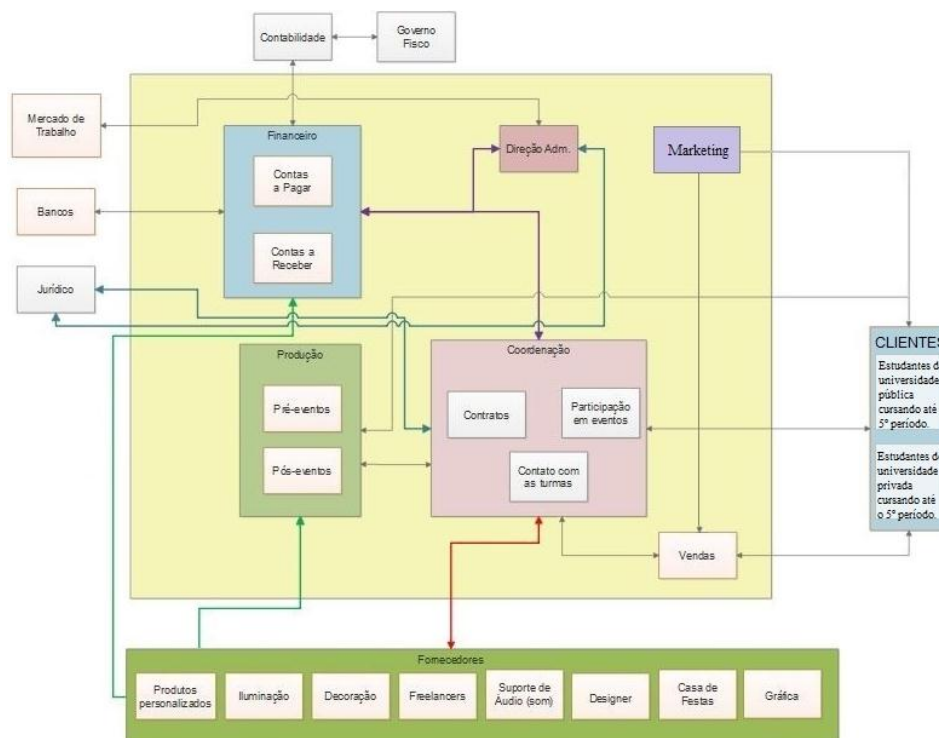 Contabilidade
Governo
Fisco
Mercado de
Trabalho
Financeiro
Direção Adm.
Marketing
Contas
a Pagar
Bancos
Contas a
Receber
Jurídico
Produção
Coordenação
CLIENTES
Estudantes de
universidade
pública
cursando até
5º período.
Pré-eventos
Contratos
Participação
em eventos
Pós-eventos
Contato com
as turmas
Estudantes de
universidade
privada
cursando até
o 5º período.
Vendas
Fornecedores
Produtos
personalizados
Iluminação
Decoração
Freelancers
Suporte de
Áudio (som)
Designer
Casa de
Festas
Gráfica